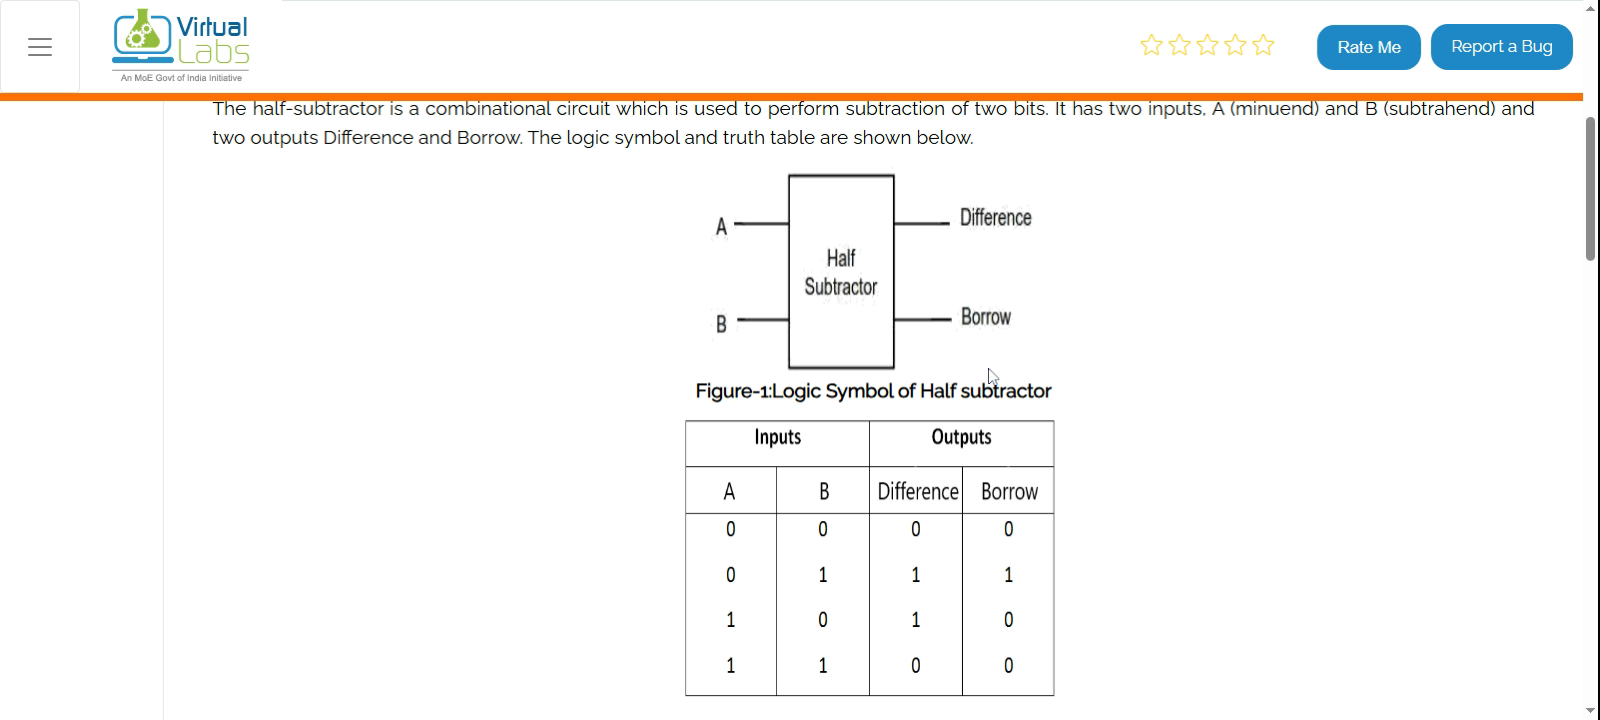 Virtual
Labs
An MoE Govt of India Initiative
Rate Me
Report a Bug
The half-subtractor is a combinational circuit which is used to perform subtraction of two bits. It has two inputs, A (minuend) and B (subtrahend) and
two outputs Difference and Borrow. The logic symbol and truth table are shown below.
A
Difference
Half
Subtractor
B
Borrow
Figure-1:Logic Symbol of Half subtractor
Inputs Outputs
A B Difference Borrow
0 0 0 0
0 1 1 1
1 0 1 0
1 1 0 0